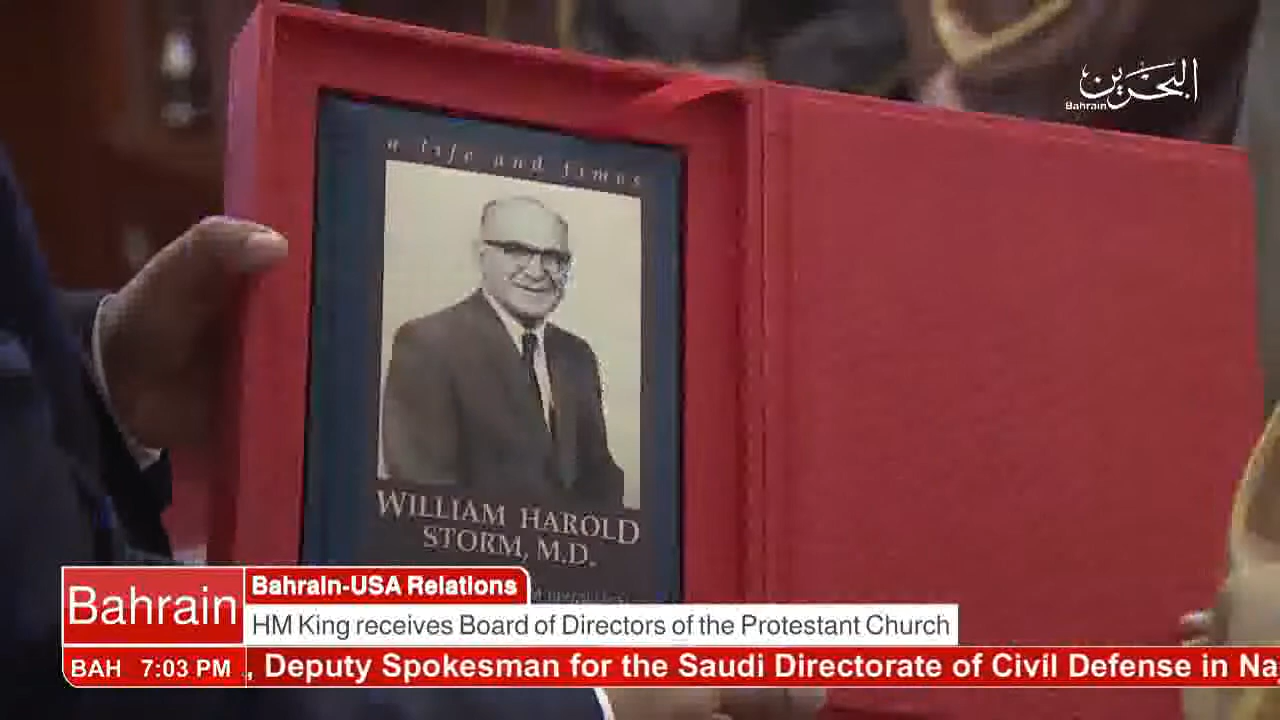 البحرين
Bahrain
a life and times
WILLIAM HAROLD
STORM, M.D.
Bahrain
Bahrain-USA Relations
HM King receives Board of Directors of the Protestant Church
BAH 7:03 PM
, Deputy Spokesman for the Saudi Directorate of Civil Defense in Na